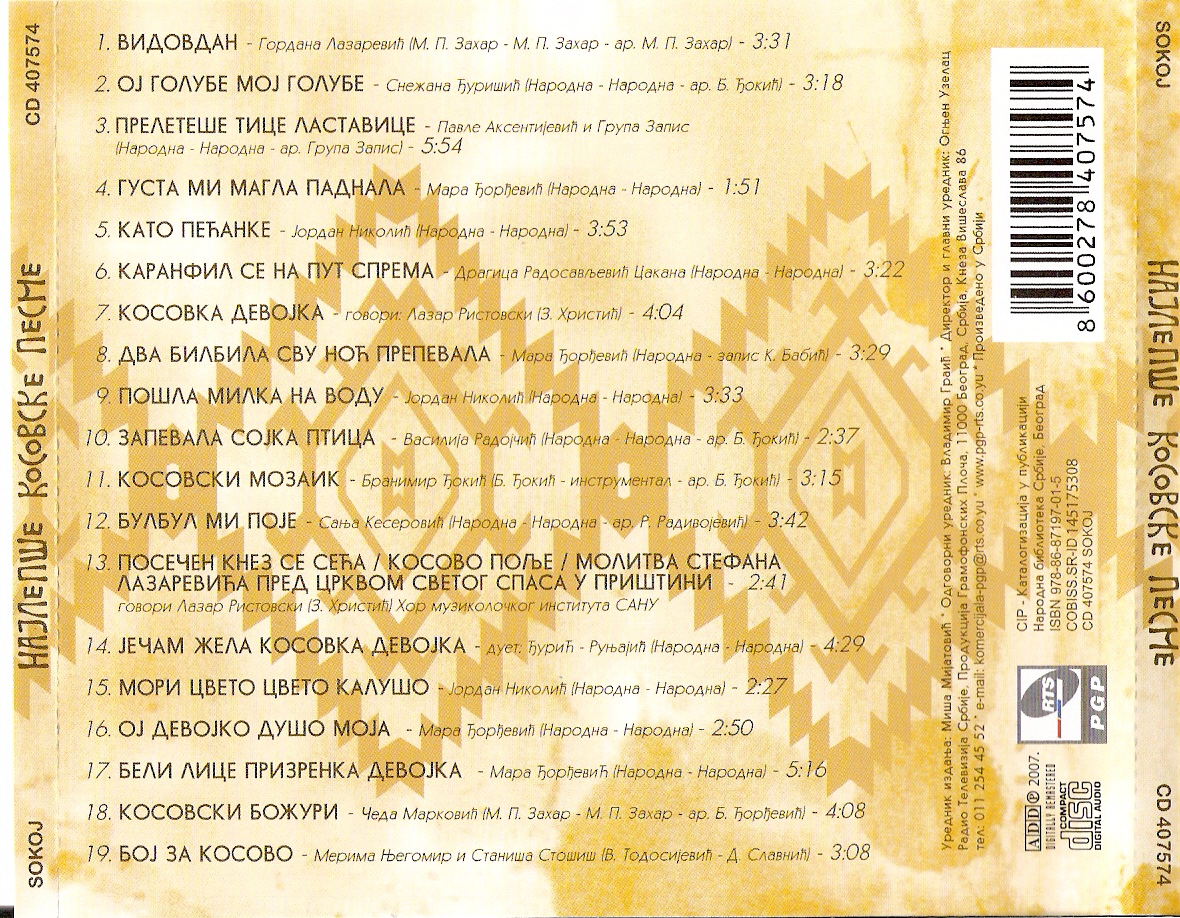 1. ВИДОВДАН - Гордана Лазаревић (М. П. Захар - М. П. Захар - ар. М. П. Захар) - 3:31
2. ОЈ ГОЛУБЕ МОЈ ГОЛУБЕ - Снежана Ђуришић (Народна - Народна - ар. Б. Ђокић) - 3:18
3. ПРЕЛЕТЕШЕ ТИЦЕ ЛАСТАВИЦЕ - Павле Аксентијевић и Група Запис
(Народна - Народна - ар. Група Запис) - 5:54
4. ГУСТА МИ МАГЛА ПАДНАЛА - Мара Ђорђевић (Народна - Народна) - 1:51
5. КАТО ПЕЋАНКЕ - Јордан Николић (Народна - Народна) - 3:53
6. КАРАНФИЛ СЕ НА ПУТ СПРЕМА - Драгица Радосављевић Цакана (Народна - Народна) - 3:22
7. КОСОВКА ДЕВОЈКА - говори: Лазар Ристовски (З. Христић) - 4:04
8. ДВА БИЛБИЛА СВУ НОЋ ПРЕПЕВАЛА - Мара Ђорђевић (Народна - запис К. Бабић) - 3:29
9. ПОШЛА МИЛКА НА ВОДУ - Јордан Николић (Народна - Народна) - 3:33
10. ЗАПЕВАЛА СОЈКА ПТИЦА - Василија Радојчић (Народна - Народна - ар. Б. Ђокић) - 2:37
11. КОСОВСКИ МОЗАИК - Бранимир Ђокић (Б. Ђокић - инструментал - ар. Б. Ђокић) - 3:15
12. БУЛБУЛ МИ ПОЈЕ - Сања Кесеровић (Народна - Народна - ар. Р. Радивојевић) - 3:42
13. ПОСЕЧЕН КНЕЗ СЕ СЕЋА / КОСОВО ПОЉЕ / МОЛИТВА СТЕФАНА
ЛАЗАРЕВИЋА ПРЕД ЦРКВОМ СВЕТОГ СПАСА У ПРИШТИНИ - 2:41
говори Лазар Ристовски (З. Христић) Хор музиколочког института САНУ
14. ЈЕЧАМ ЖЕЛА КОСОВКА ДЕВОЈКА - дует: Ђурић - Руњајић (Народна - Народна) - 4:29
15. МОРИ ЦВЕТО ЦВЕТО КАЛУШО - Јордан Николић (Народна - Народна) - 2:27
16. ОЈ ДЕВОЈКО ДУШО МОЈА - Мара Ђорђевић (Народна - Народна) - 2:50
17. БЕЛИ ЛИЦЕ ПРИЗРЕНКА ДЕВОЈКА - Мара Ђорђевић (Народна - Народна) - 5:16
18. КОСОВСКИ БОЖУРИ - Чеда Марковић (М. П. Захар - М. П. Захар - ар. Б. Ђорђевић) - 4:08
19. БОЈ ЗА КОСОВО - Мерима Његомир и Станиша Стошиш (В. Тодосијевић - Д. Славнић) - 3:08
CD 407574
НАЈЛЕПШЕ КОСОВСКЕ ПЕСМЕ
SOKOJ
Уредник издања: Миша Мијатовић * Одговорни уредник: Владимир Граић * Директор и главни уредник: Огњен Узелац
Радио Телевизија Србије, Продукција Грамофонских Плоча, 11000 Београд, Србија, Кнеза Вишеслава 86
тел: 011 254 45 52 * e-mail: komercijala-pgp@rts.co.yu * www.pgp-rts.co.yu * Произведено у Србији
8 600278 407574
CIP - Каталогизација у публикацији
Народна библиотека Србије, Београд
ISBN 978-86-87197-01-5
COBISS.SR-ID 145175308
CD 407574 SOKOJ
RTS
PGP
ADD Ⓟ 2007.
DIGITALLY REMASTERED
COMPACT
disc
DIGITAL AUDIO
SOKOJ
НАЈЛЕПШЕ КОСОВСКЕ ПЕСМЕ
CD 407574